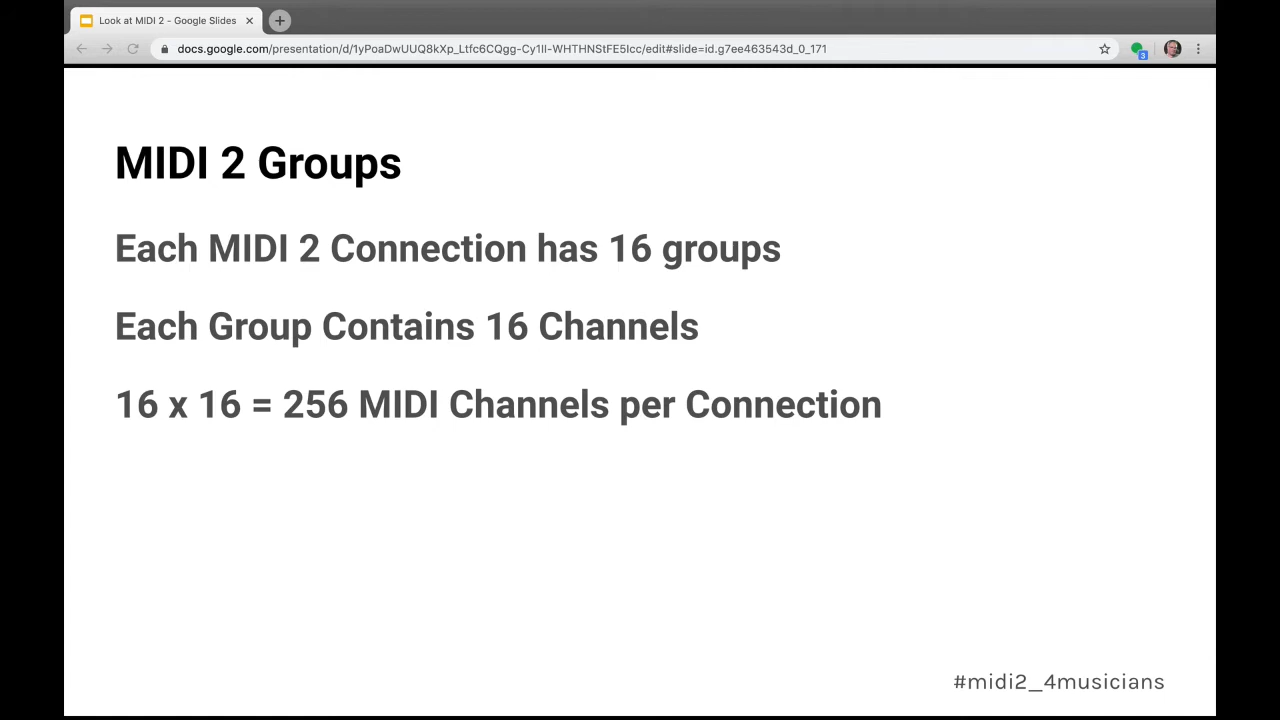 Look at MIDI 2 - Google Slides
docs.google.com/presentation/d/1yPoaDwUUQ8kXp_Ltfc6CQgg-Cy1Il-WHTHNStFE5Icc/edit#slide=id.g7ee463543d_0_171
3
MIDI 2 Groups
Each MIDI 2 Connection has 16 groups
Each Group Contains 16 Channels
16 x 16 = 256 MIDI Channels per Connection
#midi2_4musicians